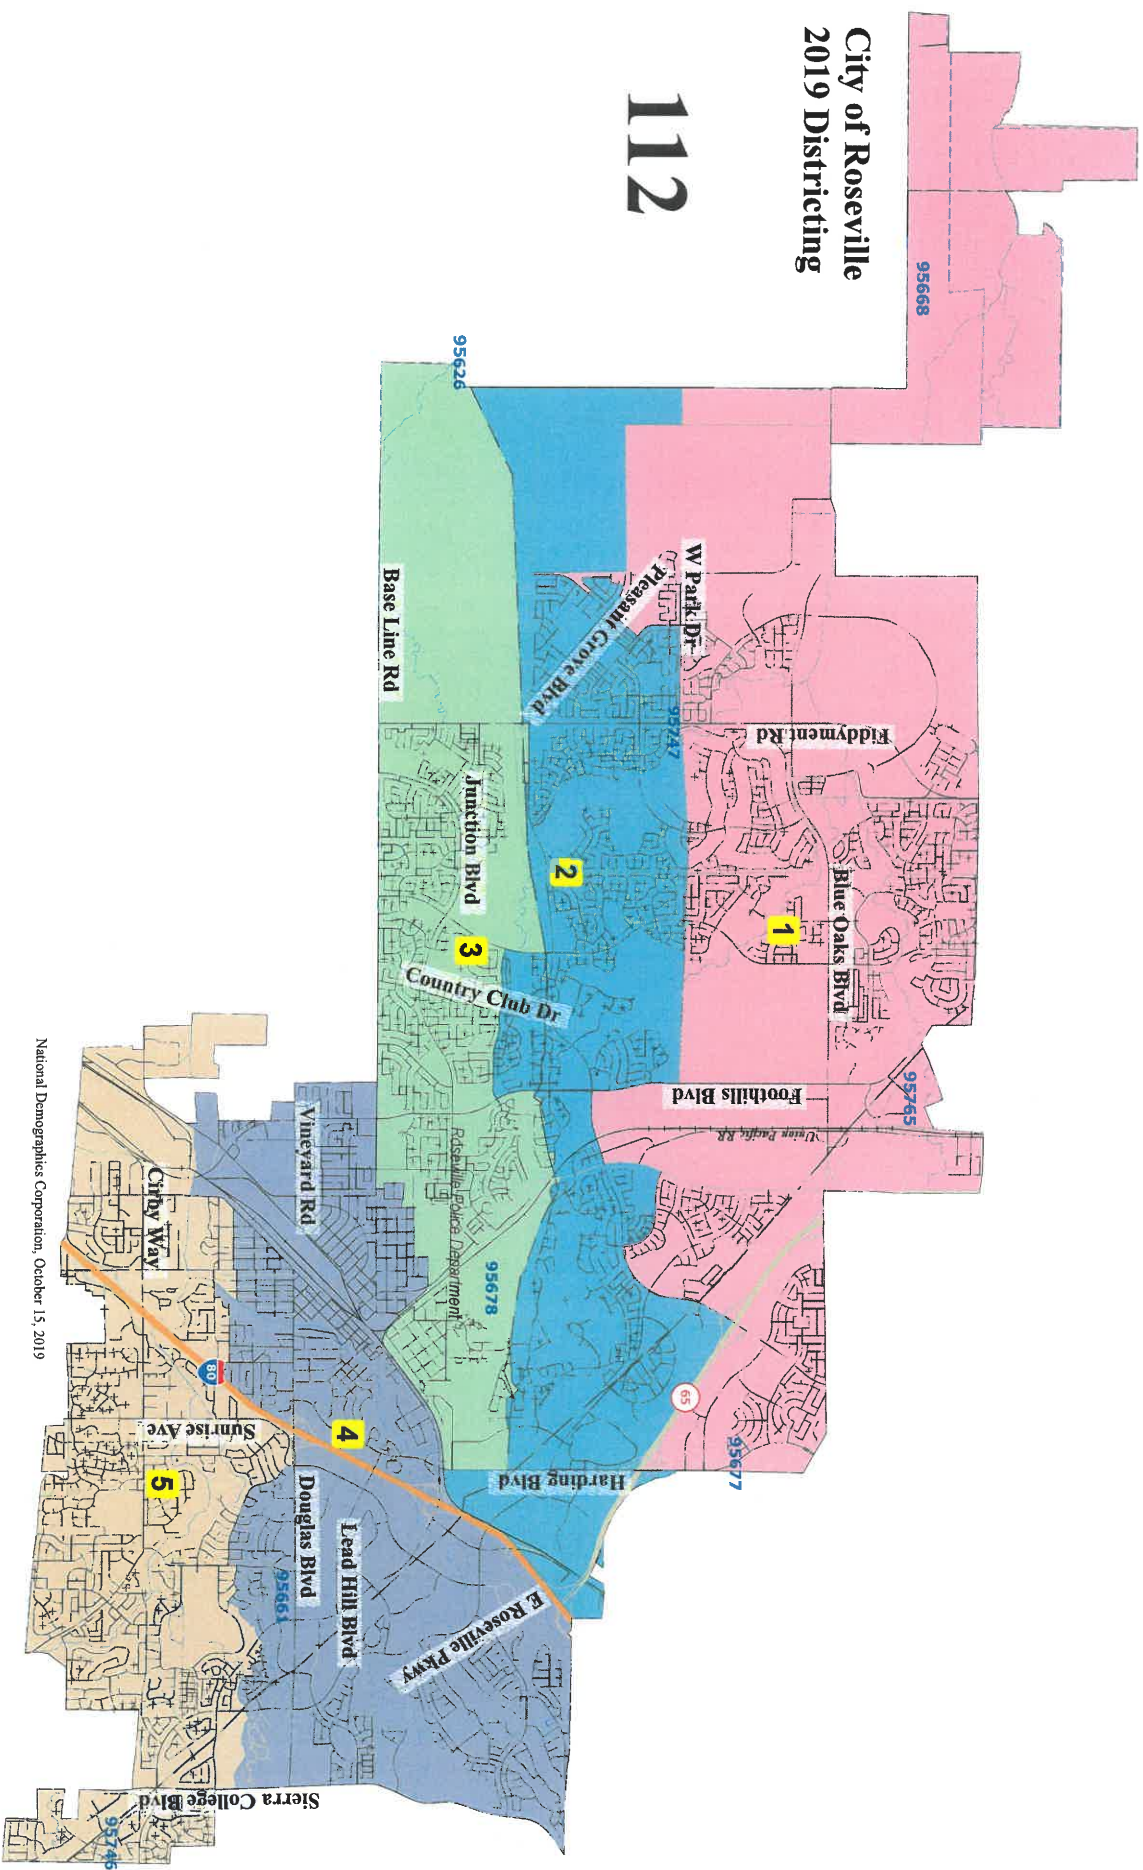 City of Roseville
2019 Districting
112
95668
95765
95677
Blue Oaks Blvd
Fiddyment Rd
1
Foothills Blvd
Union Pacific RR
W Park Dr
95747
65
Pleasant Grove Blvd
2
Harding Blvd
95626
Junction Blvd
3
Country Club Dr
95678
Roseville Police Department
E Roseville Pkwy
Base Line Rd
4
Lead Hill Blvd
Vineyard Rd
Douglas Blvd
95661
80
Sunrise Ave
Cirby Way
5
Sierra College Blvd
95746
National Demographics Corporation, October 15, 2019